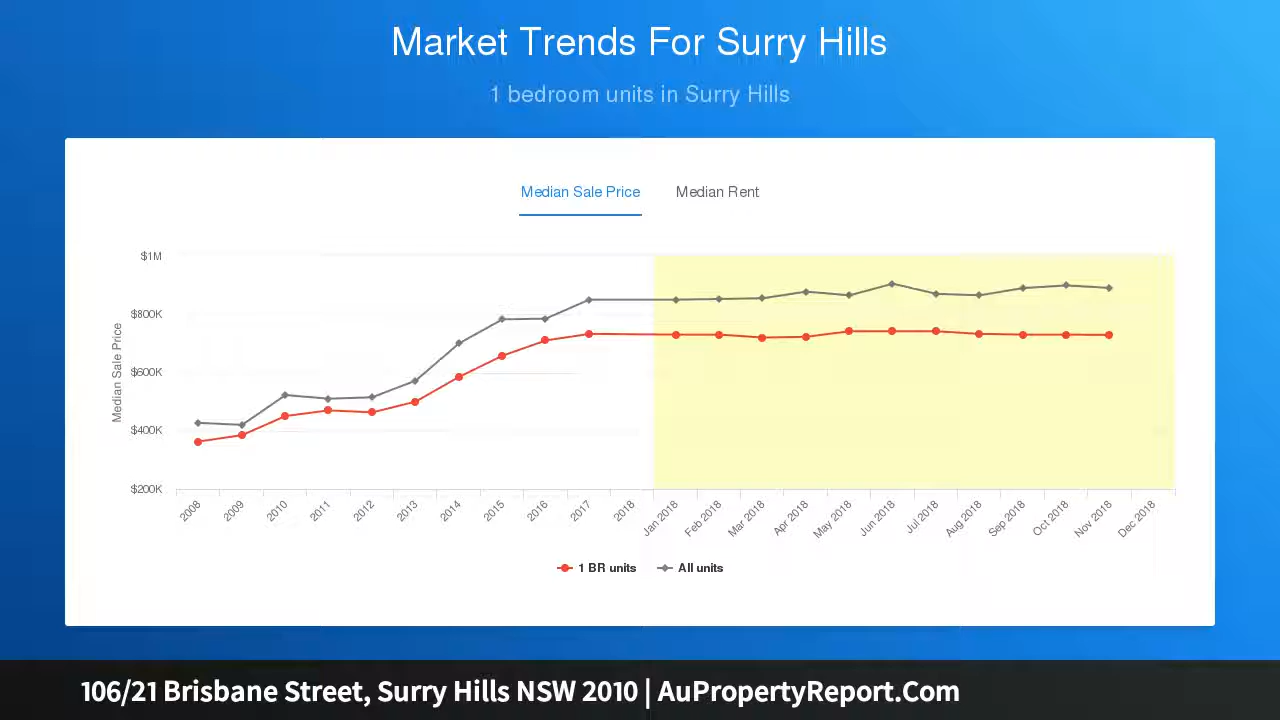 Market Trends For Surry Hills
1 bedroom units in Surry Hills
Median Sale Price Median Rent
Median Sale Price
$1M
$800K
$600K
$400K
$200K
2008 2009 2010 2011 2012 2013 2014 2015 2016 2017 2018 Jan 2018 Feb 2018 Mar 2018 Apr 2018 May 2018 Jun 2018 Jul 2018 Aug 2018 Sep 2018 Oct 2018 Nov 2018 Dec 2018
1 BR units All units
106/21 Brisbane Street, Surry Hills NSW 2010 | AuPropertyReport.Com